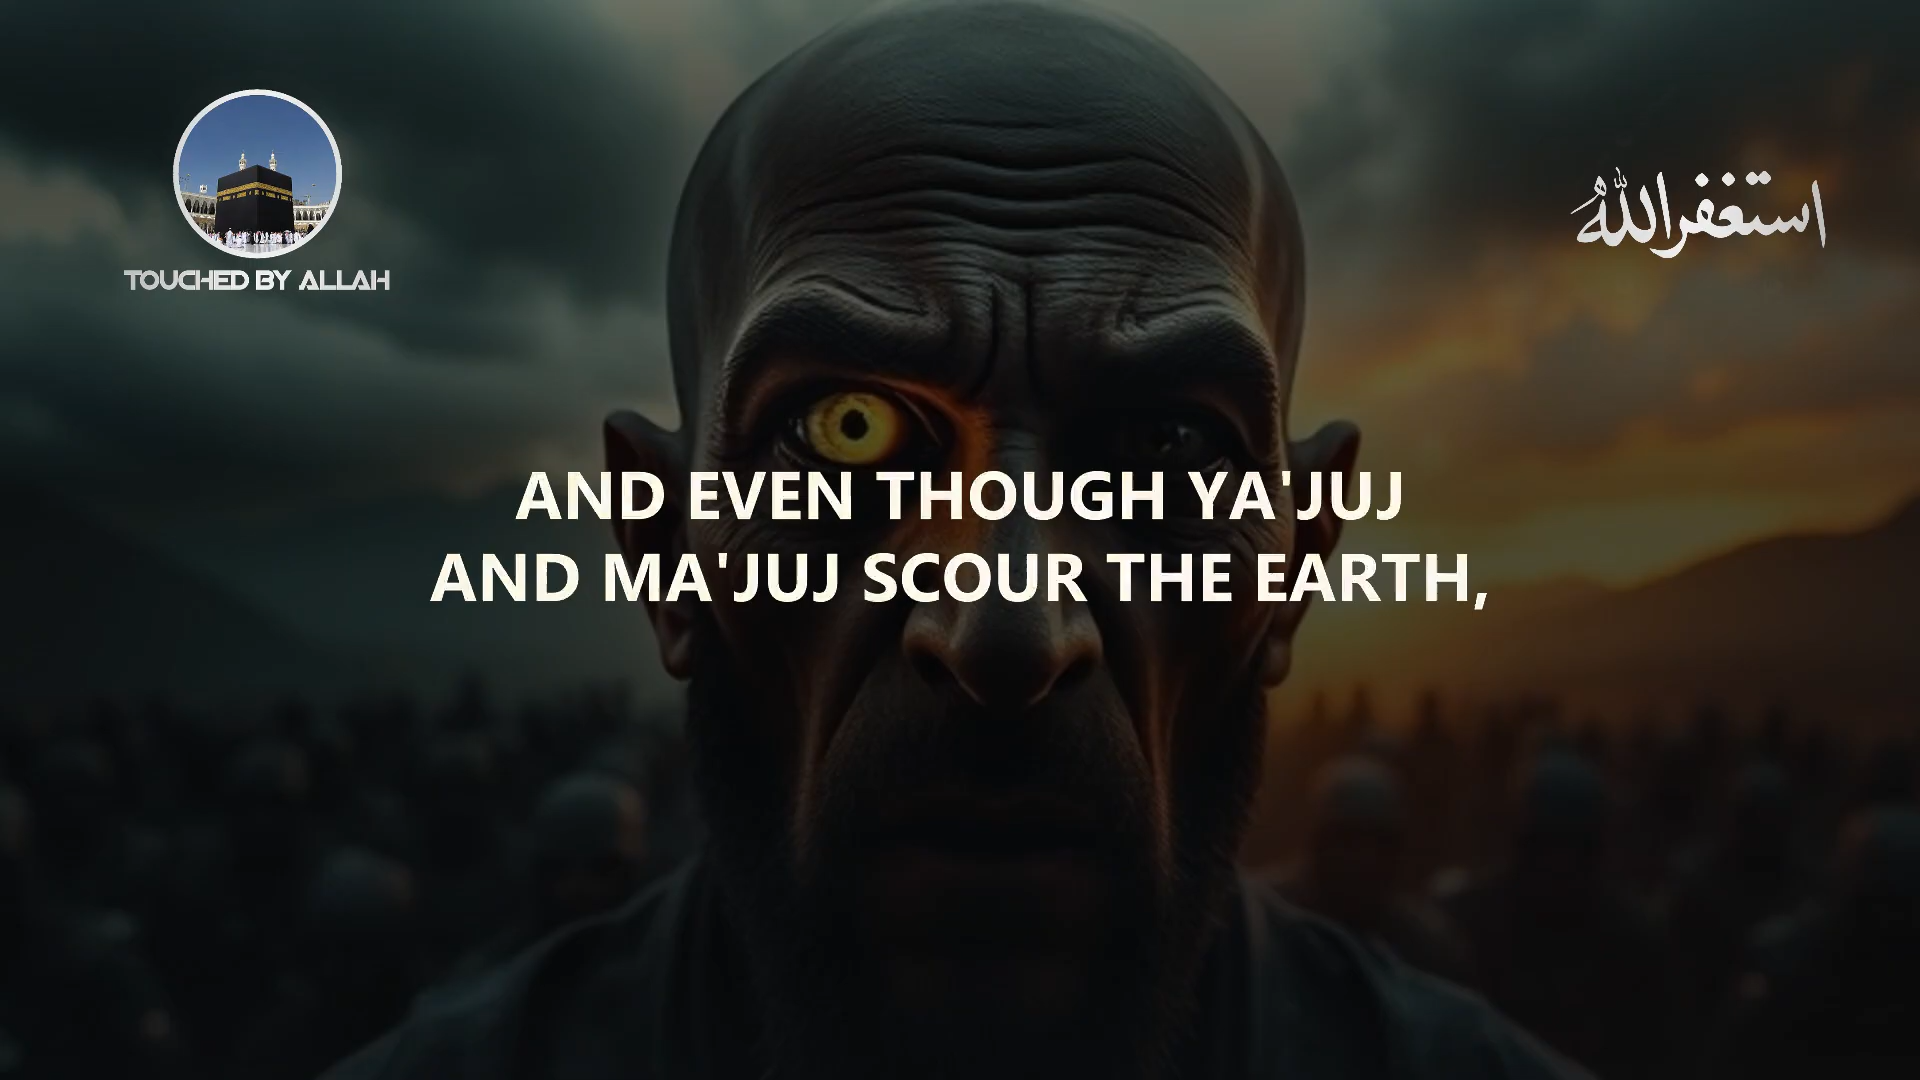 TOUCHED BY ALLAH
استغفرالله
AND EVEN THOUGH YA'JUJ
AND MA'JUJ SCOUR THE EARTH,